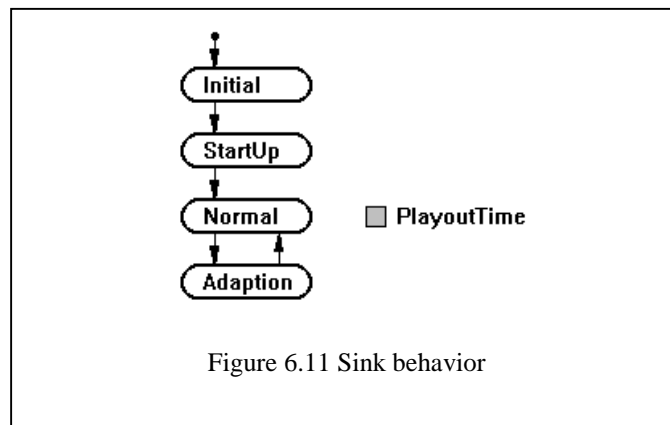 Initial
StartUp
Normal
PlayoutTime
Adaption
Figure 6.11 Sink behavior